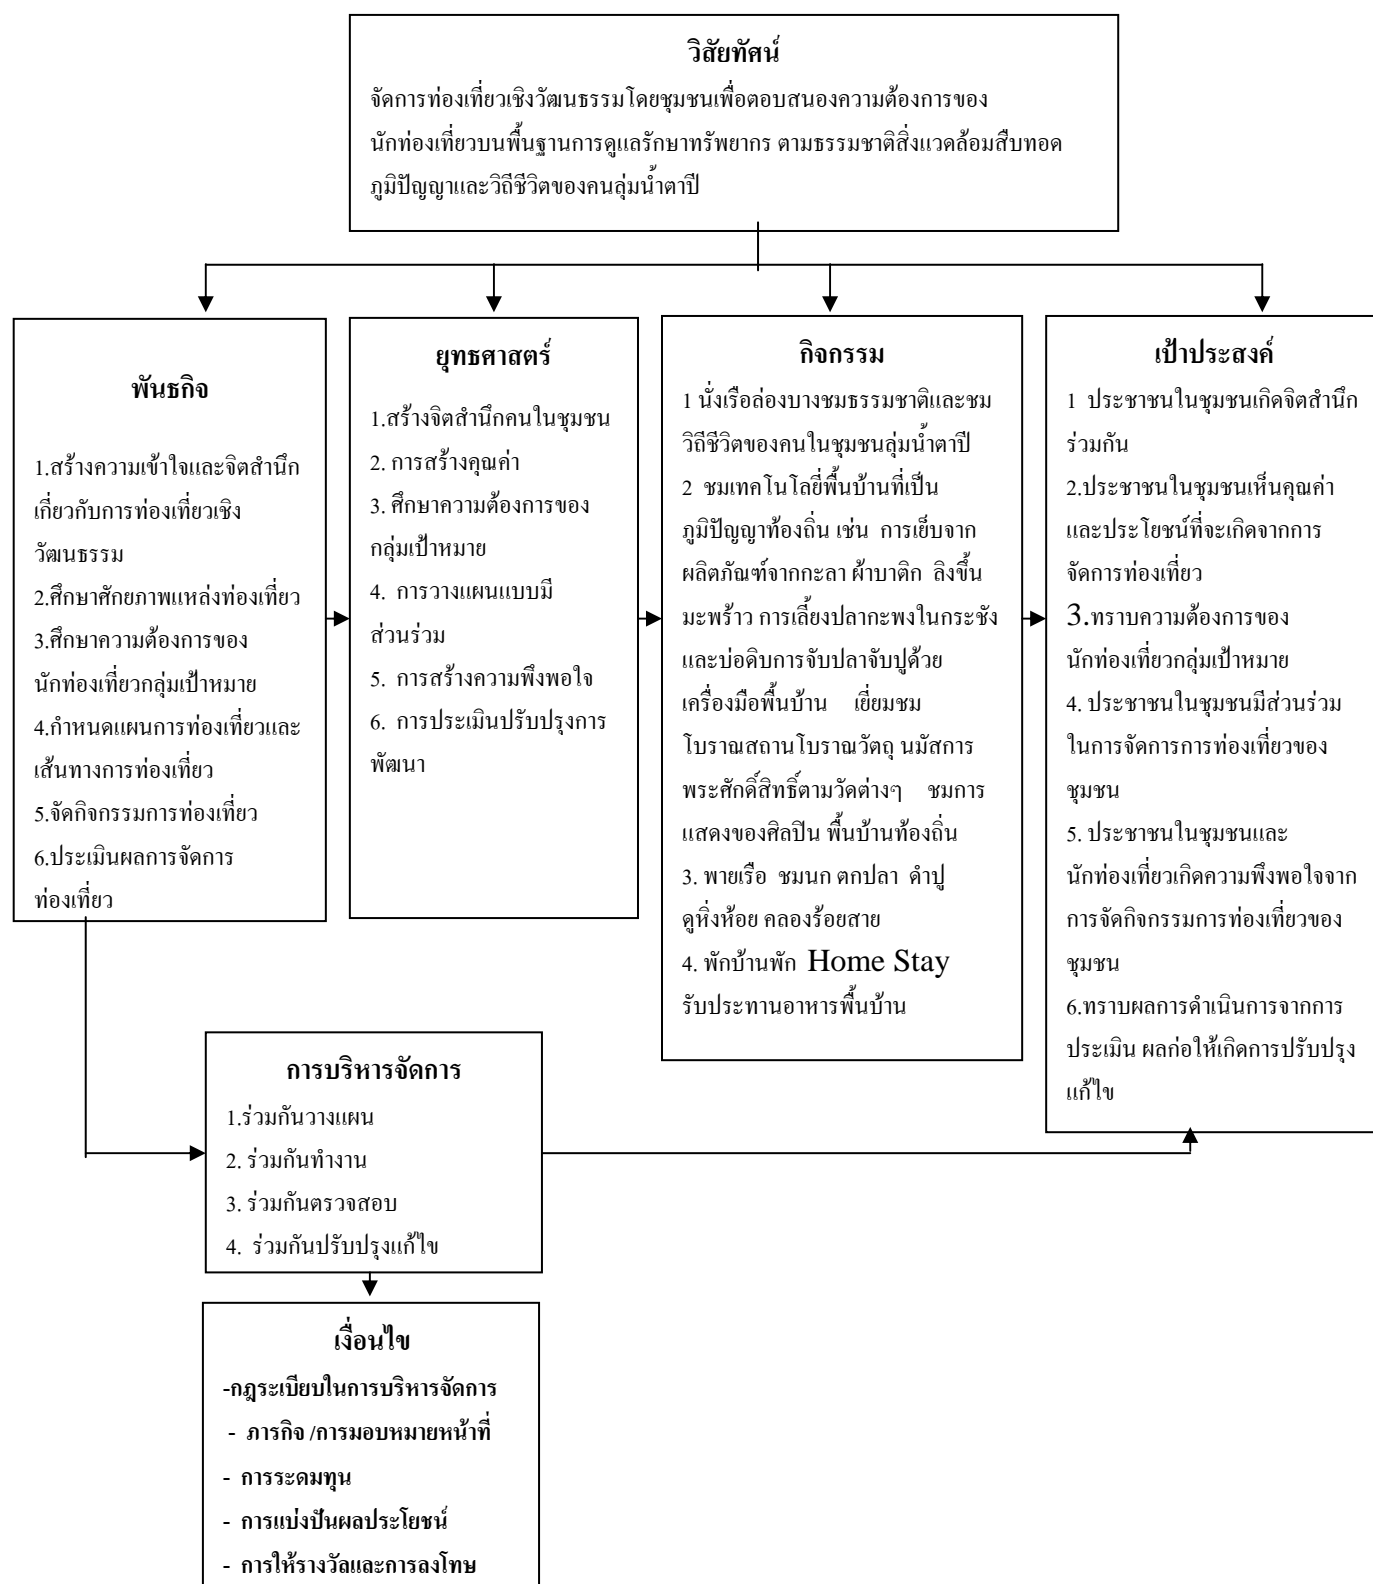 วิสัยทัศน์
จัดการท่องเที่ยวเชิงวัฒนธรรมโดยชุมชนเพื่อตอบสนองความต้องการของ
นักท่องเที่ยวบนพื้นฐานการดูแลรักษาทรัพยากร ตามธรรมชาติสิ่งแวดล้อมสืบทอด
ภูมิปัญญาและวิถีชีวิตของคนลุ่มน้ำตาปี
พันธกิจ
1.สร้างความเข้าใจและจิตสำนึก
เกี่ยวกับการท่องเที่ยวเชิง
วัฒนธรรม
2.ศึกษาศักยภาพแหล่งท่องเที่ยว
3.ศึกษาความต้องการของ
นักท่องเที่ยวกลุ่มเป้าหมาย
4.กำหนดแผนการท่องเที่ยวและ
เส้นทางการท่องเที่ยว
5.จัดกิจกรรมการท่องเที่ยว
6.ประเมินผลการจัดการ
ท่องเที่ยว
ยุทธศาสตร์
1.สร้างจิตสำนึกคนในชุมชน
2. การสร้างคุณค่า
3. ศึกษาความต้องการของ
กลุ่มเป้าหมาย
4. การวางแผนแบบมี
ส่วนร่วม
5. การสร้างความพึงพอใจ
6. การประเมินปรับปรุงการ
พัฒนา
กิจกรรม
1 นั่งเรือล่องบางชมธรรมชาติและชม
วิถีชีวิตของคนในชุมชนลุ่มน้ำตาปี
2 ชมเทคโนโลยี่พื้นบ้านที่เป็น
ภูมิปัญญาท้องถิ่น เช่น การเย็บจาก
ผลิตภัณฑ์จากกะลา ผ้าบาติก ลิงขึ้น
มะพร้าว การเลี้ยงปลากะพงในกระชัง
และบ่อดิบการจับปลาจับปูด้วย
เครื่องมือพื้นบ้าน เยี่ยมชม
โบราณสถานโบราณวัตถุ นมัสการ
พระศักดิ์สิทธิ์ตามวัดต่างๆ ชมการ
แสดงของศิลปิน พื้นบ้านท้องถิ่น
3. พายเรือ ชมนก ตกปลา ดำปู
ดูหิ่งห้อย คลองร้อยสาย
4. พักบ้านพัก Home Stay
รับประทานอาหารพื้นบ้าน
เป้าประสงค์
1 ประชาชนในชุมชนเกิดจิตสำนึก
ร่วมกัน
2.ประชาชนในชุมชนเห็นคุณค่า
และประโยชน์ที่จะเกิดจากการ
จัดการท่องเที่ยว
3.ทราบความต้องการของ
นักท่องเที่ยวกลุ่มเป้าหมาย
4. ประชาชนในชุมชนมีส่วนร่วม
ในการจัดการการท่องเที่ยวของ
ชุมชน
5. ประชาชนในชุมชนและ
นักท่องเที่ยวเกิดความพึงพอใจจาก
การจัดกิจกรรมการท่องเที่ยวของ
ชุมชน
6.ทราบผลการดำเนินการจากการ
ประเมิน ผลก่อให้เกิดการปรับปรุง
แก้ไข
การบริหารจัดการ
1.ร่วมกันวางแผน
2. ร่วมกันทำงาน
3. ร่วมกันตรวจสอบ
4. ร่วมกันปรับปรุงแก้ไข
เงื่อนไข
-กฎระเบียบในการบริหารจัดการ
- ภารกิจ /การมอบหมายหน้าที่
- การระดมทุน
- การแบ่งปันผลประโยชน์
- การให้รางวัลและการลงโทษ